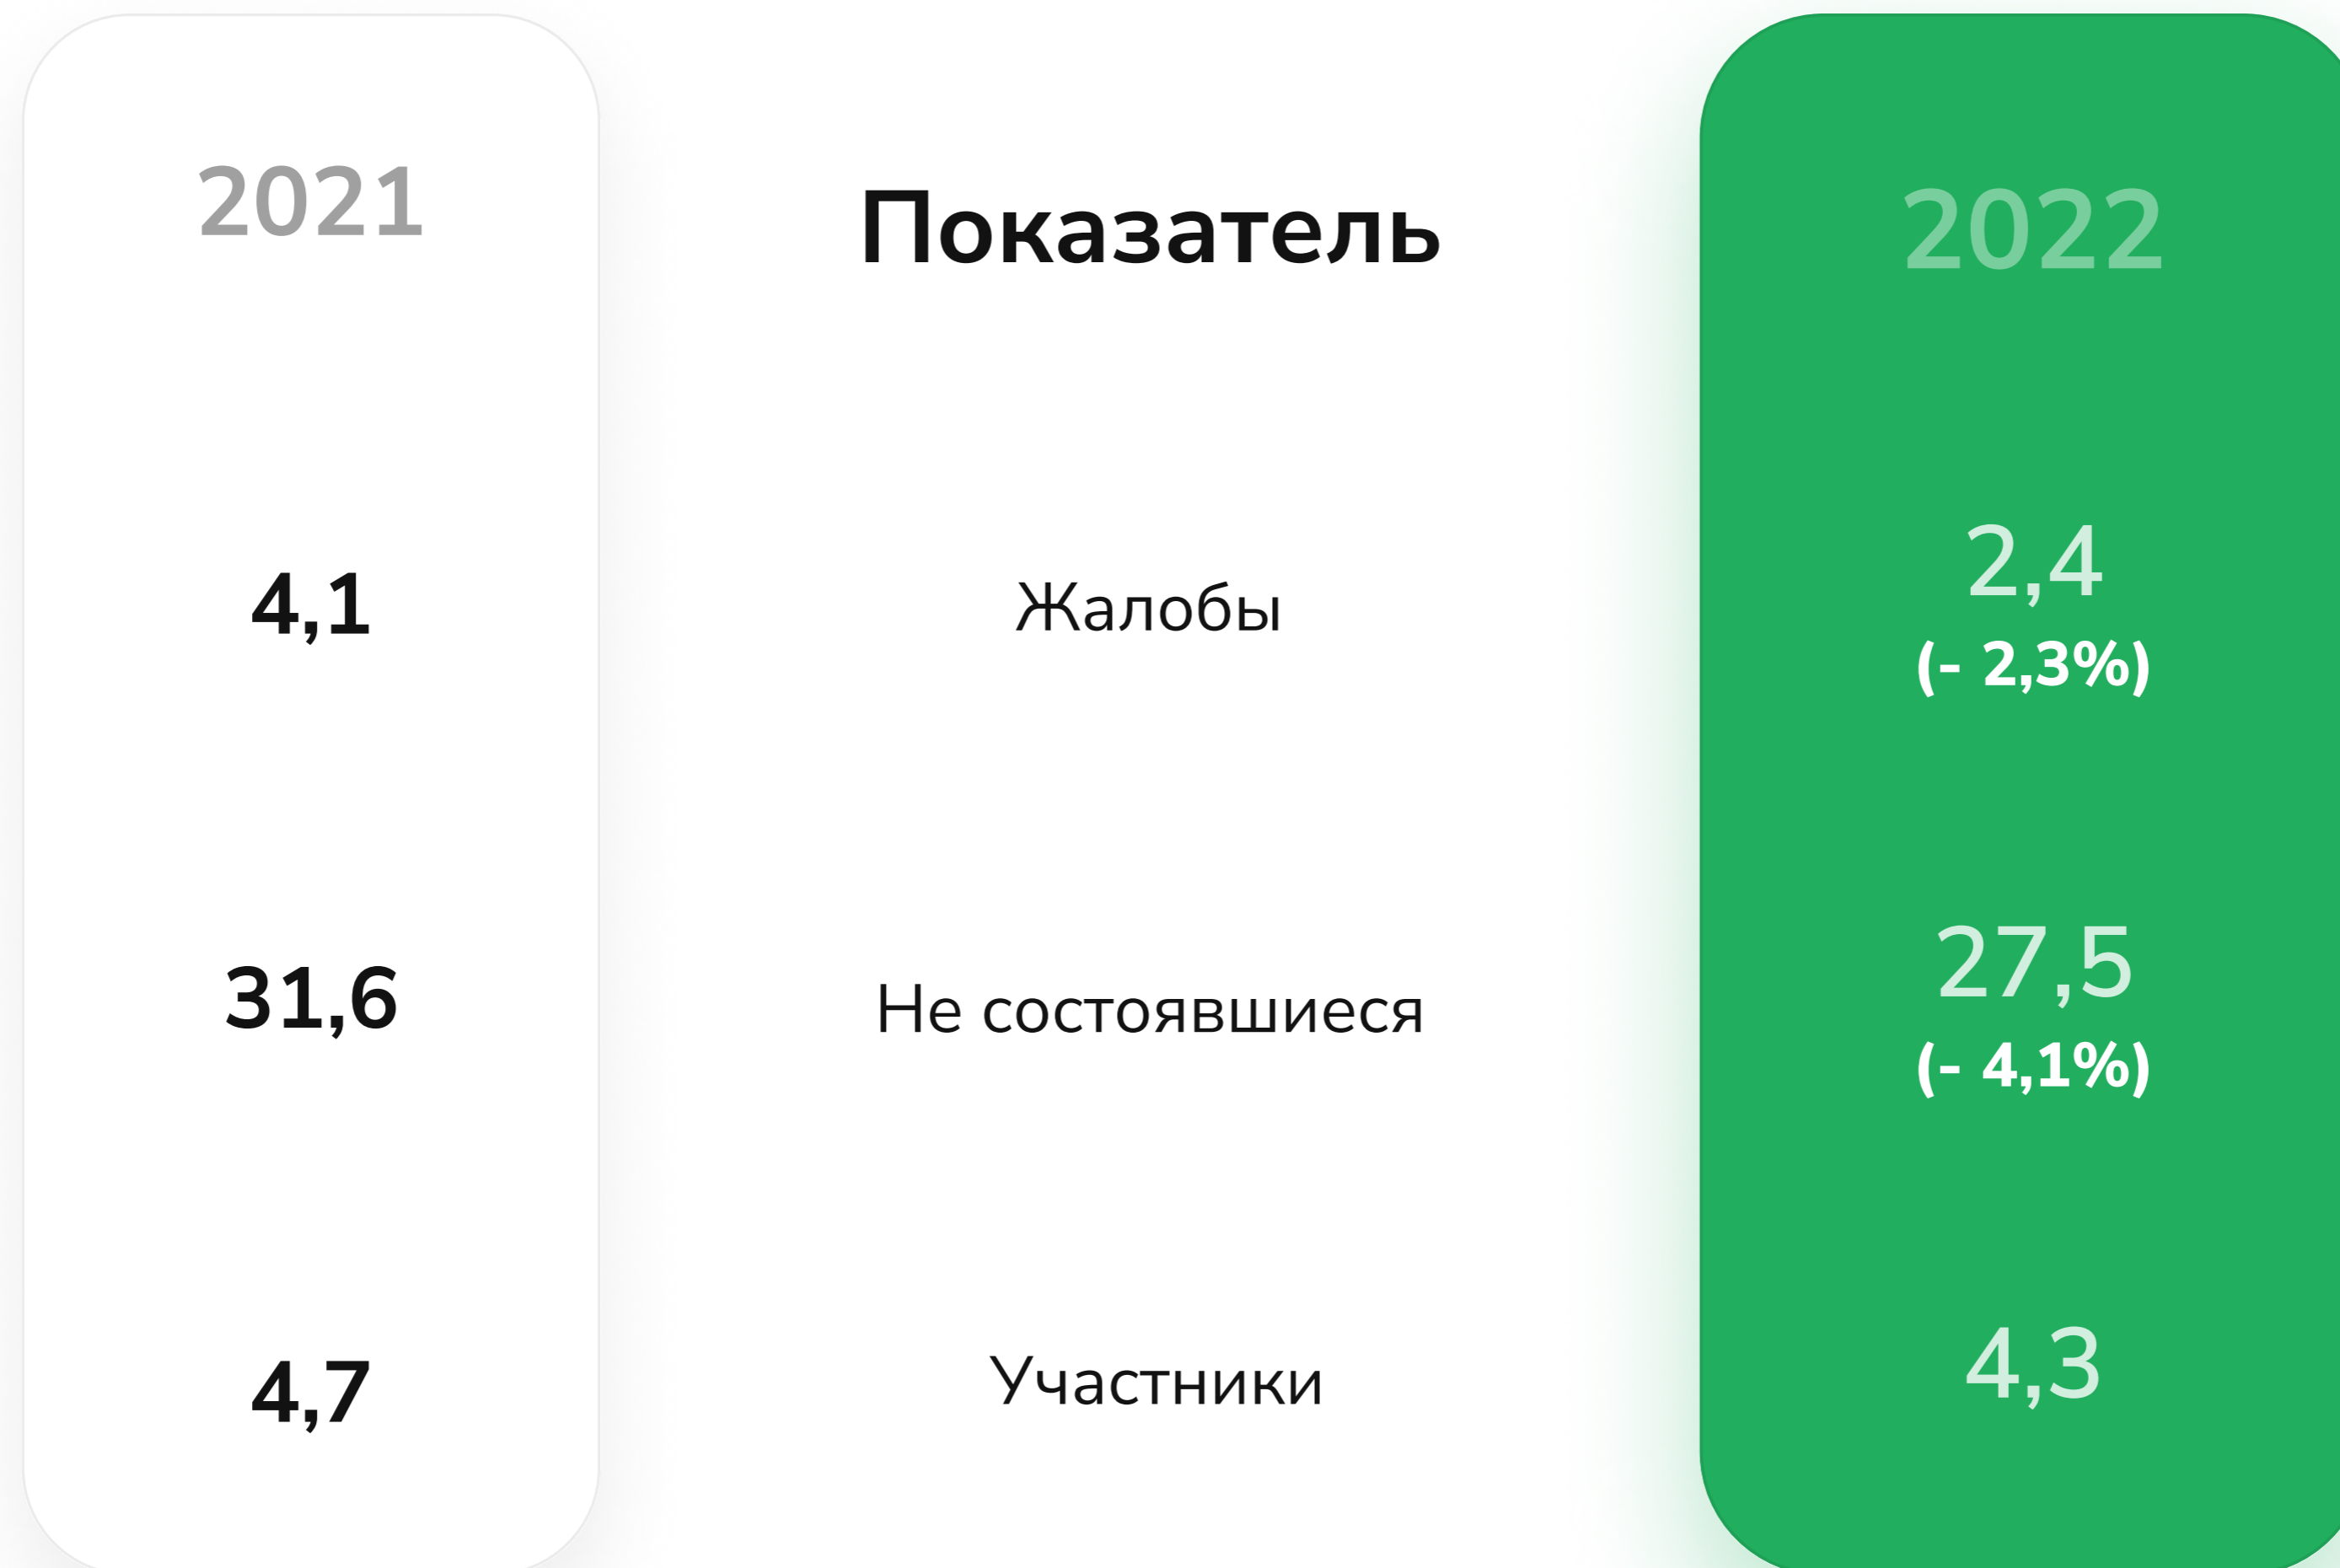 2021 Показатель 2022
4,1 Жалобы 2,4
(- 2,3%)
31,6 Не состоявшиеся 27,5
(- 4,1%)
4,7 Участники 4,3